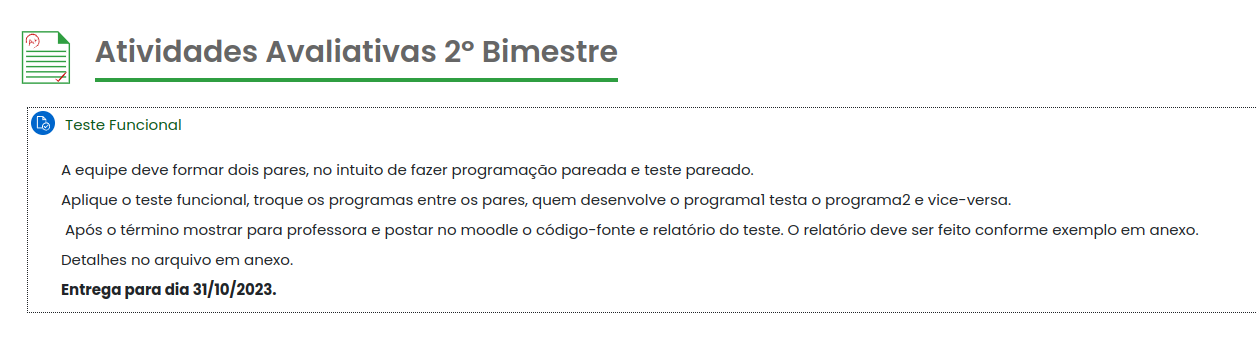 Atividades Avaliativas 2º Bimestre
Teste Funcional
A equipe deve formar dois pares, no intuito de fazer programação pareada e teste pareado.
Aplique o teste funcional, troque os programas entre os pares, quem desenvolve o programa1 testa o programa2 e vice-versa.
Após o término mostrar para professora e postar no moodle o código-fonte e relatório do teste. O relatório deve ser feito conforme exemplo em anexo.
Detalhes no arquivo em anexo.
Entrega para dia 31/10/2023.